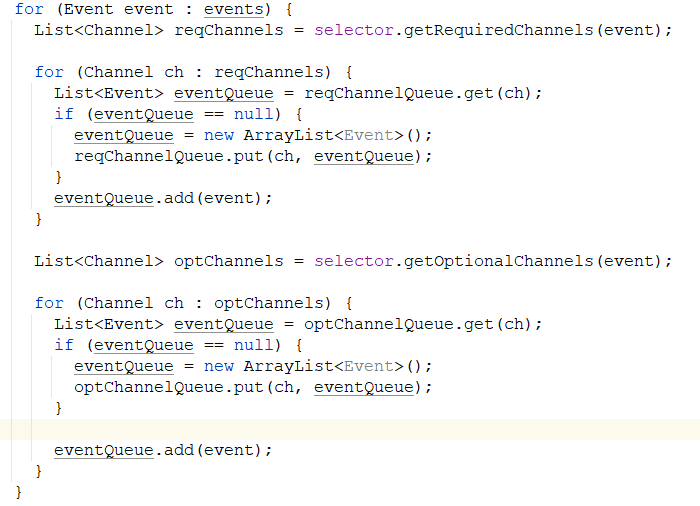 for (Event event : events) {
List<Channel> reqChannels = selector.getRequiredChannels(event);
for (Channel ch : reqChannels) {
List<Event> eventQueue = reqChannelQueue.get(ch);
if (eventQueue == null) {
eventQueue = new ArrayList<Event>();
reqChannelQueue.put(ch, eventQueue);
}
eventQueue.add(event);
}
List<Channel> optChannels = selector.getOptionalChannels(event);
for (Channel ch : optChannels) {
List<Event> eventQueue = optChannelQueue.get(ch);
if (eventQueue == null) {
eventQueue = new ArrayList<Event>();
optChannelQueue.put(ch, eventQueue);
}
eventQueue.add(event);
}
}